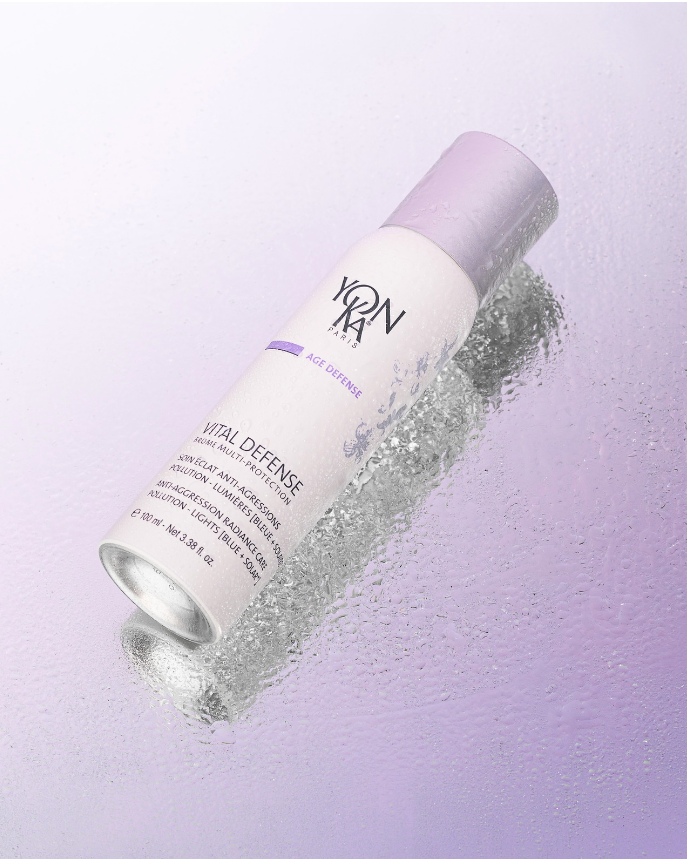 YON
KA®
PARIS
AGE DEFENSE
VITAL DEFENSE
BRUME MULTI-PROTECTION
SOIN ÉCLAT ANTI-AGRESSIONS
POLLUTION - LUMIÈRES [BLEUE + SOLAIRE*]
ANTI-AGGRESSION RADIANCE CARE
POLLUTION - LIGHTS [BLUE + SOLAR*]
℮ 100 ml - Net 3.38 fl. oz.